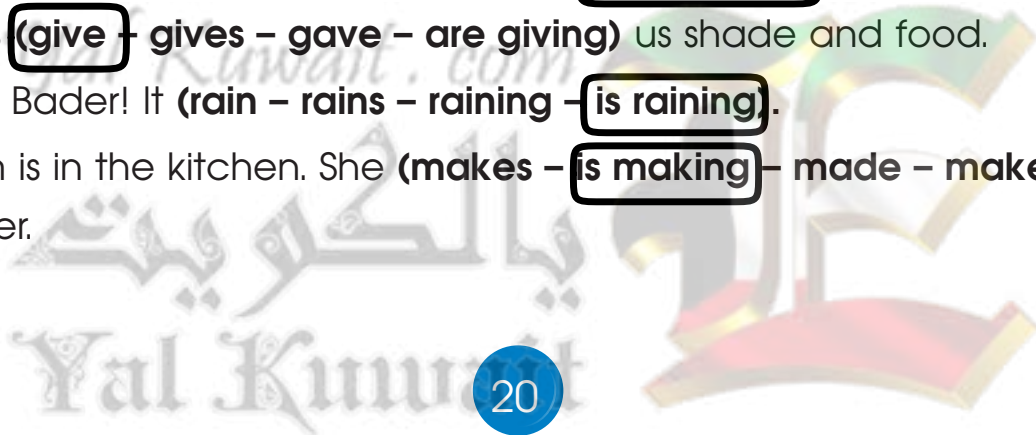 (give – gives – gave – are giving) us shade and food.
Bader! It (rain – rains – raining – is raining).
is in the kitchen. She (makes – is making – made – make
er.
يالكويت
Yal Kuwait
20